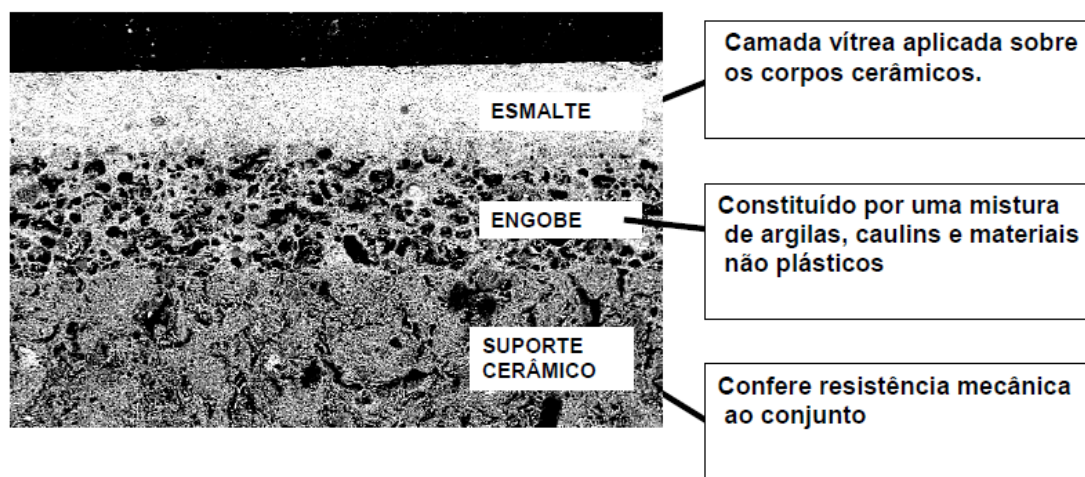 ESMALTE
Camada vítrea aplicada sobre
os corpos cerâmicos.
ENGOBE
Constituído por uma mistura
de argilas, caulins e materiais
não plásticos
SUPORTE
CERÂMICO
Confere resistência mecânica
ao conjunto